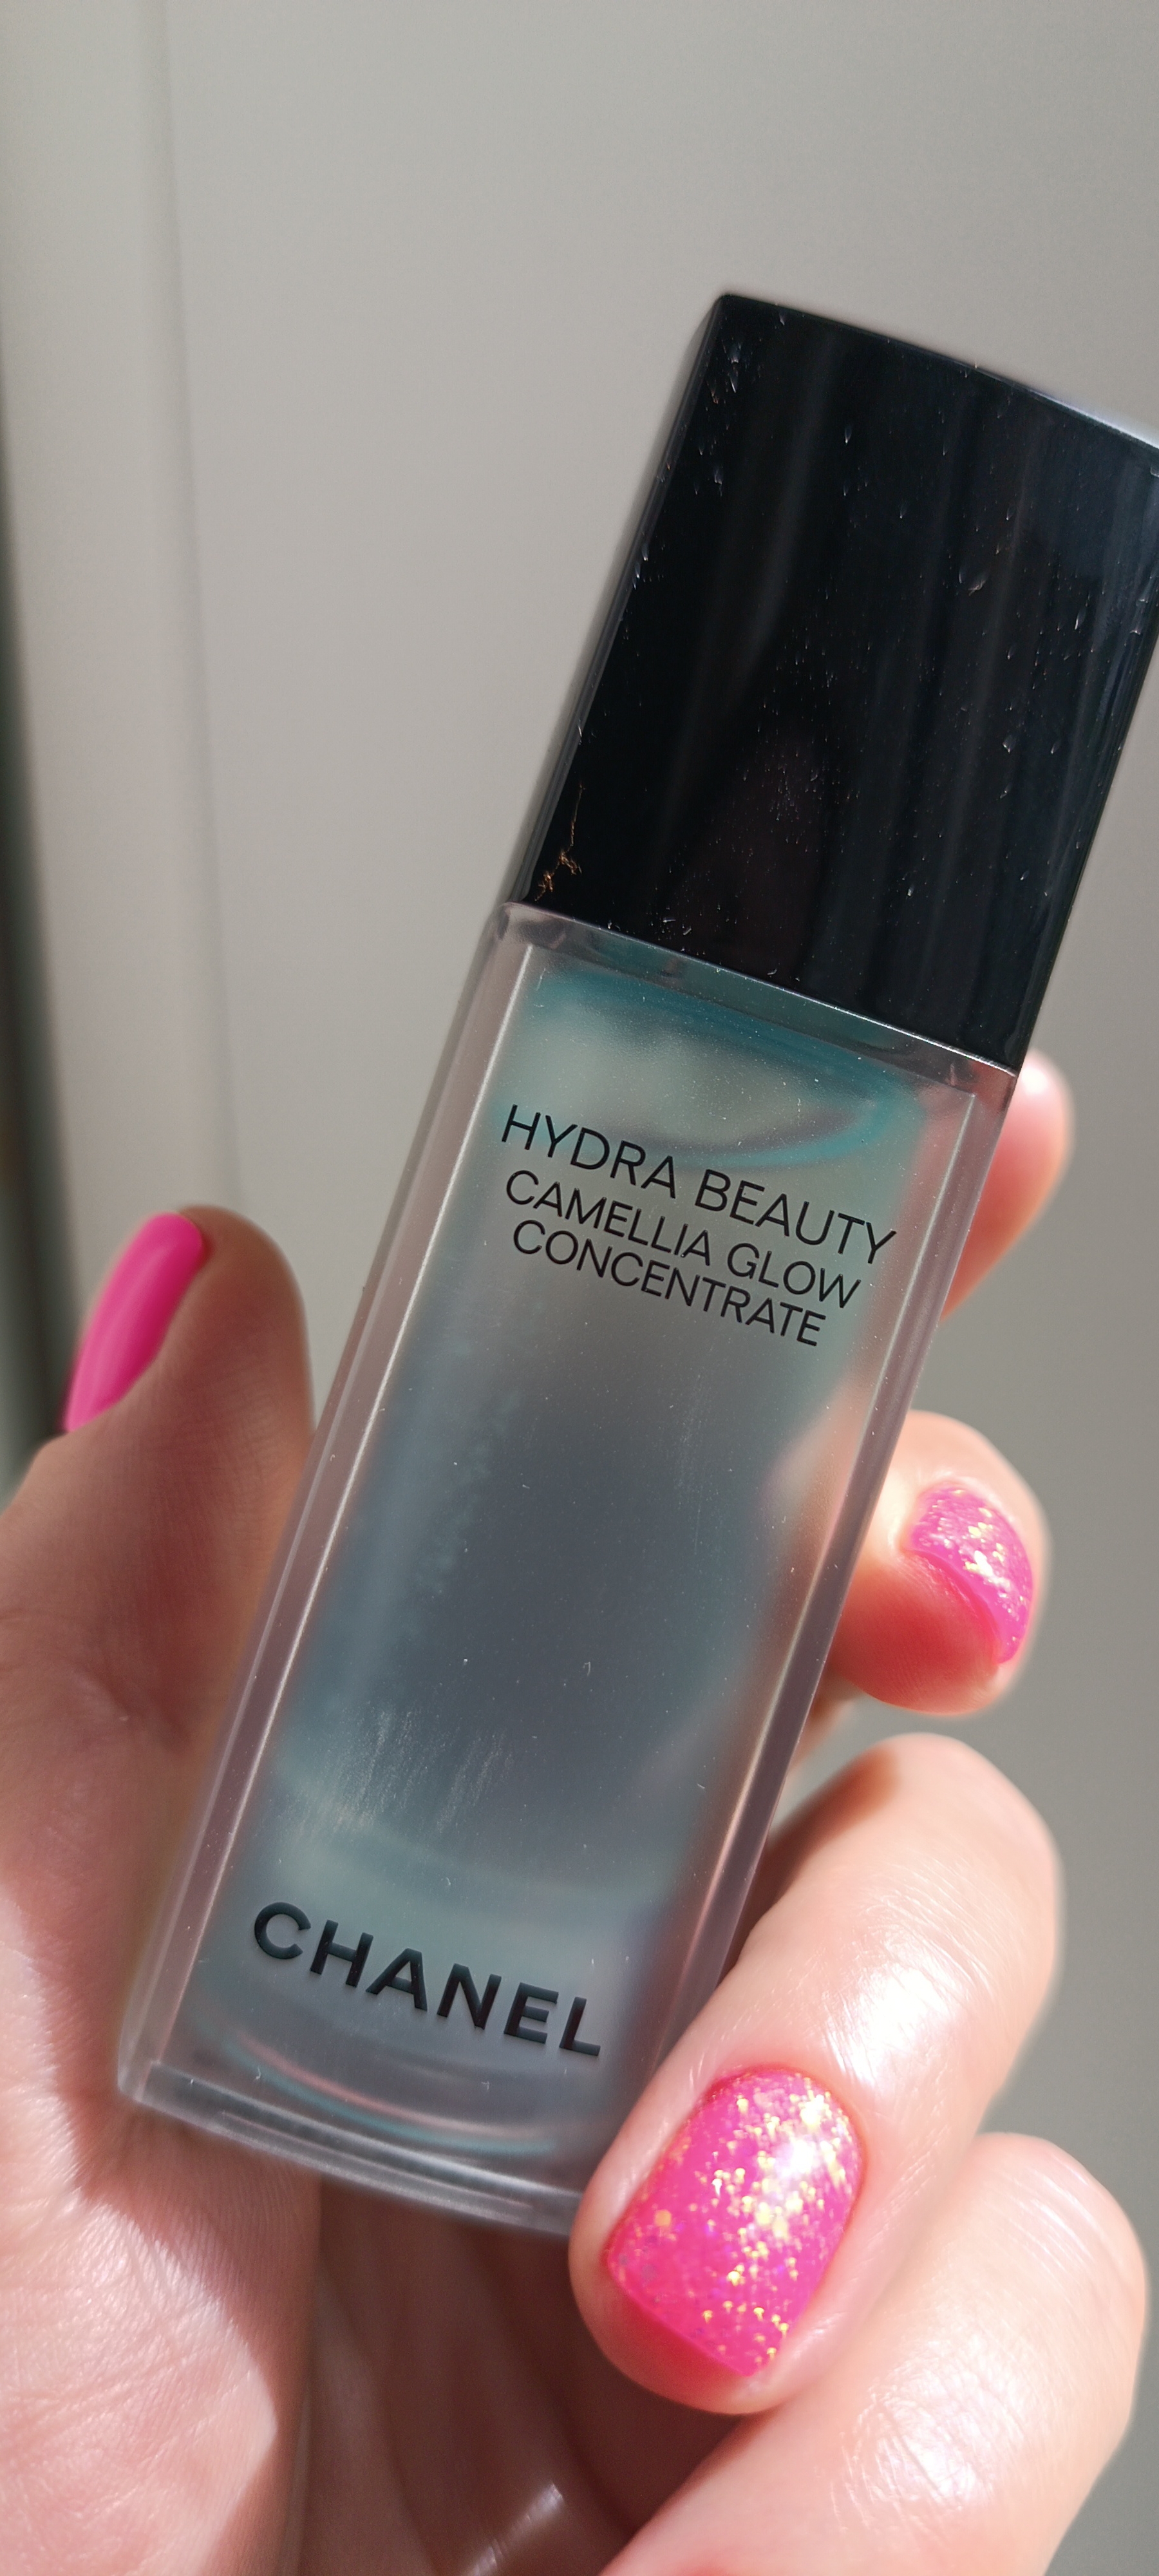 HYDRA BEAUTY
CAMELLIA GLOW
CONCENTRATE
CHANEL